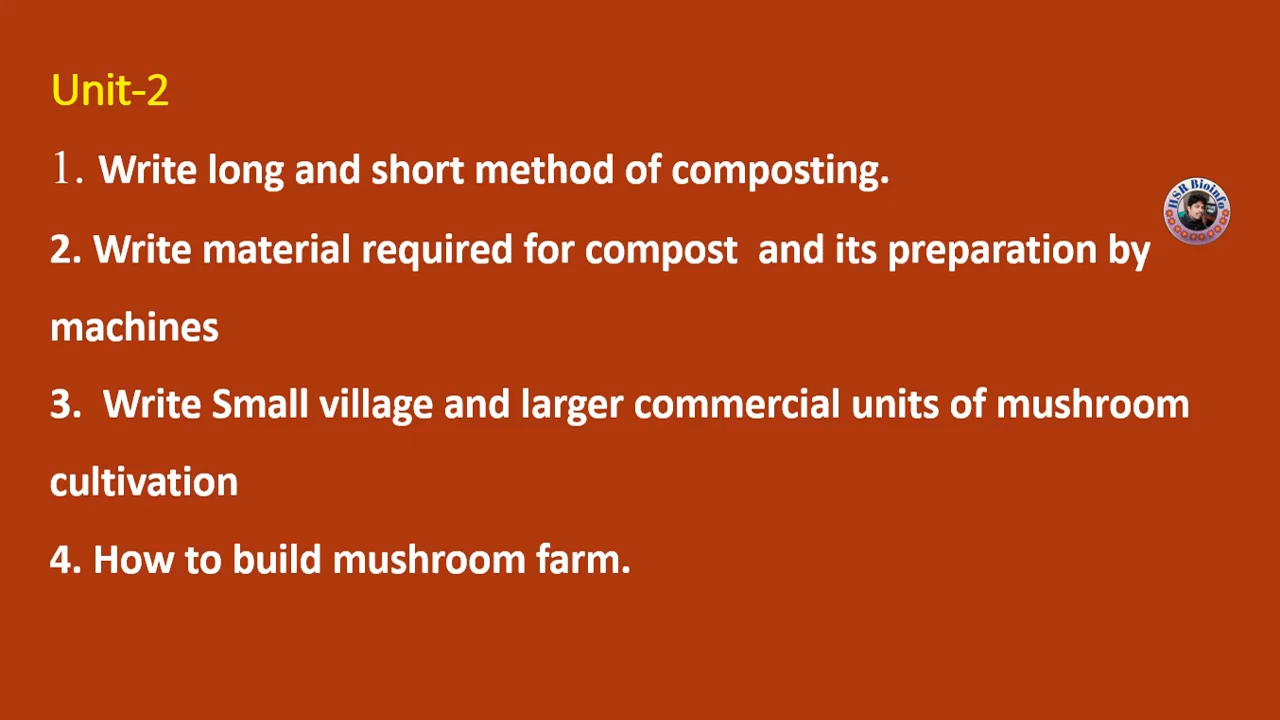 Unit-2
1. Write long and short method of composting.
HSR Bioinfo
2. Write material required for compost  and its preparation by
machines
3.  Write Small village and larger commercial units of mushroom
cultivation
4. How to build mushroom farm.